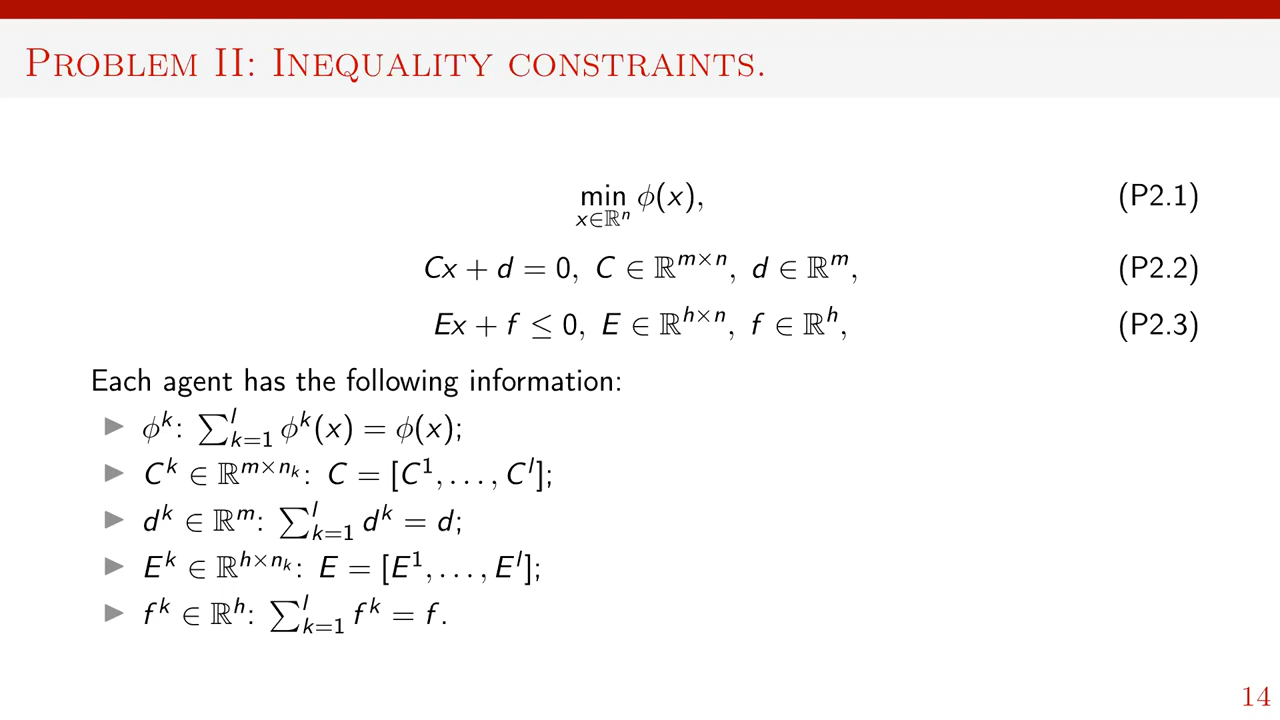 PROBLEM II: INEQUALITY CONSTRAINTS.
min_{x∈ℝⁿ} ϕ(x), (P2.1)
Cx + d = 0, C ∈ ℝ^{m×n}, d ∈ ℝ^m, (P2.2)
Ex + f ≤ 0, E ∈ ℝ^{h×n}, f ∈ ℝ^h, (P2.3)
Each agent has the following information:
▶ ϕ^k: ∑_{k=1}^l ϕ^k(x) = ϕ(x);
▶ C^k ∈ ℝ^{m×n_k}: C = [C^1, . . . , C^l];
▶ d^k ∈ ℝ^m: ∑_{k=1}^l d^k = d;
▶ E^k ∈ ℝ^{h×n_k}: E = [E^1, . . . , E^l];
▶ f^k ∈ ℝ^h: ∑_{k=1}^l f^k = f.
14